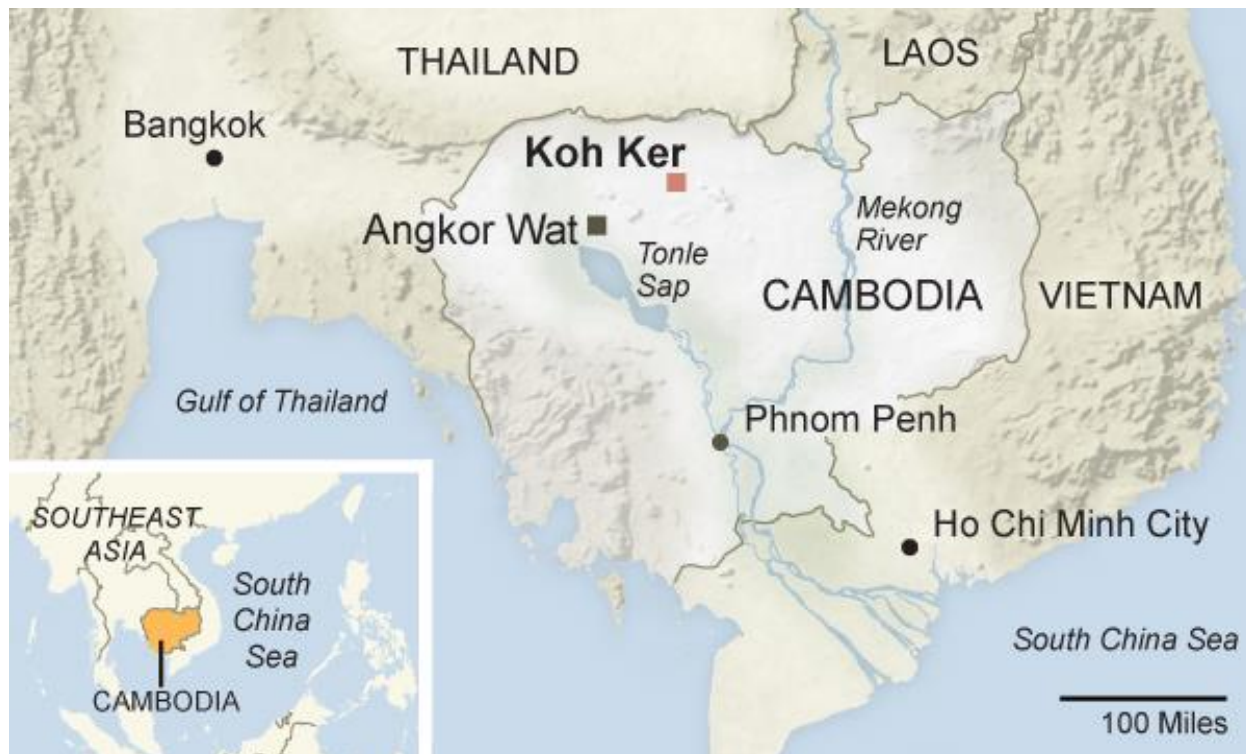 THAILAND
LAOS
Bangkok
Koh Ker
Angkor Wat
Mekong
River
Tonle
Sap
CAMBODIA
VIETNAM
Gulf of Thailand
Phnom Penh
Ho Chi Minh City
SOUTHEAST
ASIA
South
China
Sea
CAMBODIA
South China Sea
100 Miles